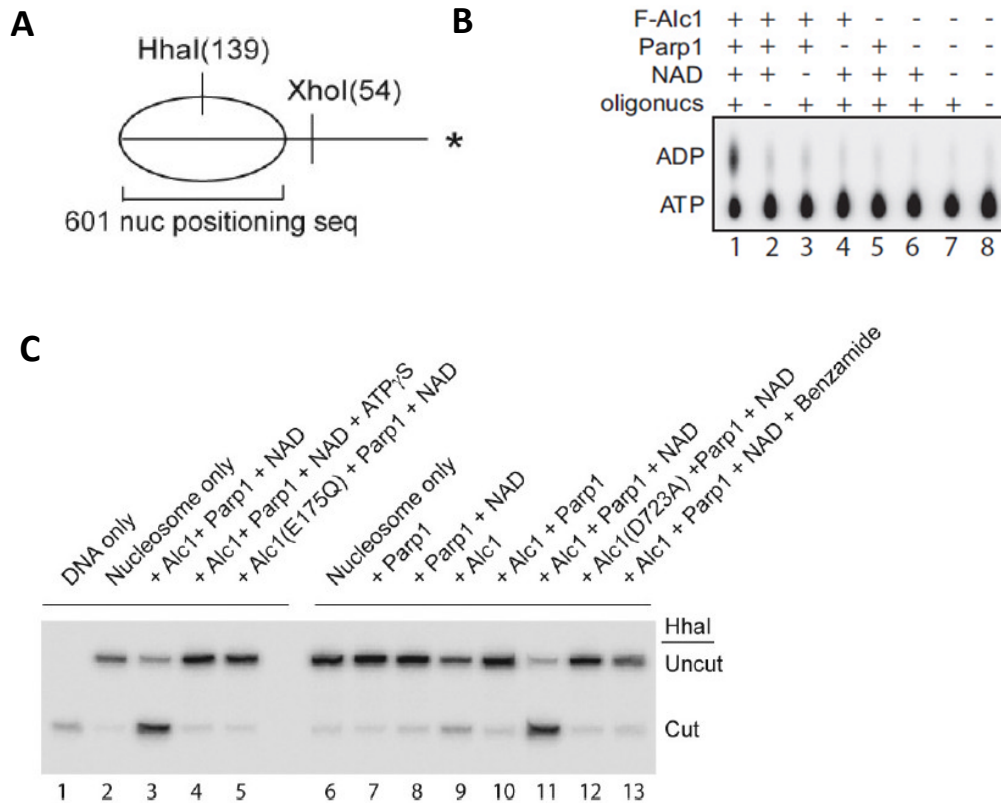 A
HhaI(139)
XhoI(54)
*
601 nuc positioning seq
B
F-Alc1 + + + + - - - -
Parp1 + + + - + - - -
NAD + + - + + + - -
oligonucs + - + + + + + -
ADP
ATP
1 2 3 4 5 6 7 8
C
DNA only
Nucleosome only
+ Alc1+ Parp1 + NAD
+ Alc1+ Parp1 + NAD + ATPγS
+ Alc1(E175Q) + Parp1 + NAD
Nucleosome only
+ Parp1
+ Parp1 + NAD
+ Alc1
+ Alc1 + Parp1
+ Alc1 + Parp1 + NAD
+ Alc1(D723A) +Parp1 + NAD
+ Alc1 + Parp1 + NAD + Benzamide
HhaI
Uncut
Cut
1 2 3 4 5 6 7 8 9 10 11 12 13